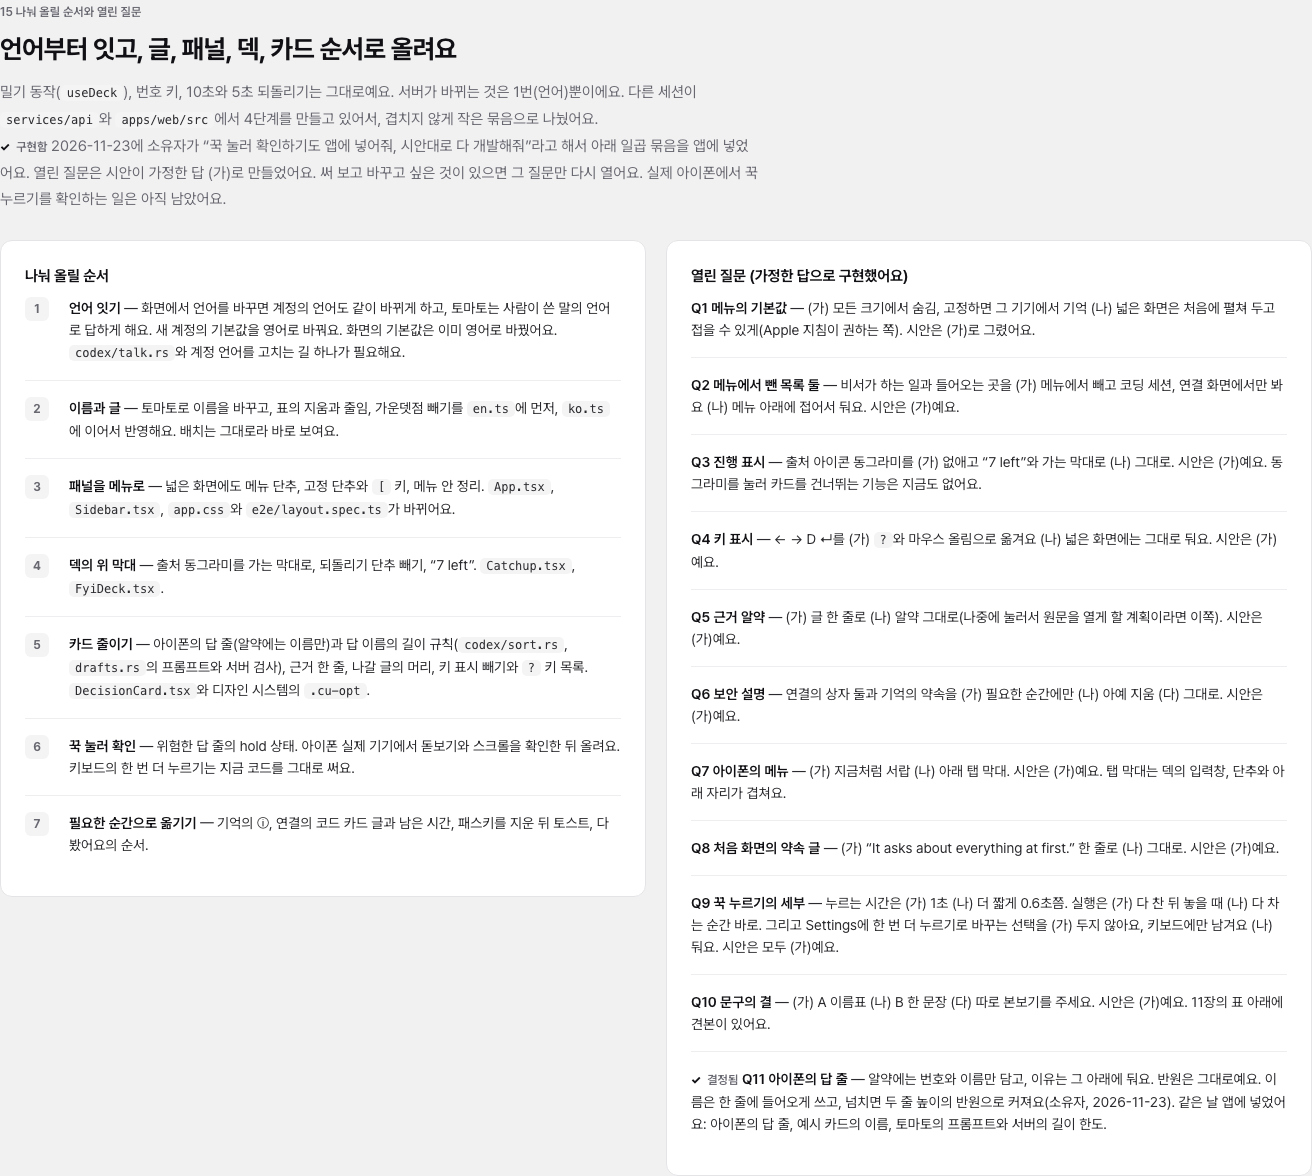 15 나눠 올릴 순서와 열린 질문
언어부터 잇고, 글, 패널, 덱, 카드 순서로 올려요
밀기 동작( useDeck ), 번호 키, 10초와 5초 되돌리기는 그대로예요. 서버가 바뀌는 것은 1번(언어)뿐이에요. 다른 세션이
services/api 와 apps/web/src 에서 4단계를 만들고 있어서, 겹치지 않게 작은 묶음으로 나눴어요.
✓ 구현함 2026-11-23에 소유자가 “꾹 눌러 확인하기도 앱에 넣어줘, 시안대로 다 개발해줘”라고 해서 아래 일곱 묶음을 앱에 넣었
어요. 열린 질문은 시안이 가정한 답 (가)로 만들었어요. 써 보고 바꾸고 싶은 것이 있으면 그 질문만 다시 열어요. 실제 아이폰에서 꾹
누르기를 확인하는 일은 아직 남았어요.
나눠 올릴 순서
1 언어 잇기 — 화면에서 언어를 바꾸면 계정의 언어도 같이 바뀌게 하고, 토마토는 사람이 쓴 말의 언어
로 답하게 해요. 새 계정의 기본값을 영어로 바꿔요. 화면의 기본값은 이미 영어로 바꿨어요.
codex/talk.rs 와 계정 언어를 고치는 길 하나가 필요해요.
2 이름과 글 — 토마토로 이름을 바꾸고, 표의 지움과 줄임, 가운뎃점 빼기를 en.ts 에 먼저, ko.ts
에 이어서 반영해요. 배치는 그대로라 바로 보여요.
3 패널을 메뉴로 — 넓은 화면에도 메뉴 단추, 고정 단추와 [ 키, 메뉴 안 정리. App.tsx ,
Sidebar.tsx , app.css 와 e2e/layout.spec.ts 가 바뀌어요.
4 덱의 위 막대 — 출처 동그라미를 가는 막대로, 되돌리기 단추 빼기, “7 left”. Catchup.tsx ,
FyiDeck.tsx .
5 카드 줄이기 — 아이폰의 답 줄(알약에는 이름만)과 답 이름의 길이 규칙( codex/sort.rs ,
drafts.rs 의 프롬프트와 서버 검사), 근거 한 줄, 나갈 글의 머리, 키 표시 빼기와 ? 키 목록.
DecisionCard.tsx 와 디자인 시스템의 .cu-opt .
6 꾹 눌러 확인 — 위험한 답 줄의 hold 상태. 아이폰 실제 기기에서 돋보기와 스크롤을 확인한 뒤 올려요.
키보드의 한 번 더 누르기는 지금 코드를 그대로 써요.
7 필요한 순간으로 옮기기 — 기억의 ⓘ, 연결의 코드 카드 글과 남은 시간, 패스키를 지운 뒤 토스트, 다
봤어요의 순서.
열린 질문 (가정한 답으로 구현했어요)
Q1 메뉴의 기본값 — (가) 모든 크기에서 숨김, 고정하면 그 기기에서 기억 (나) 넓은 화면은 처음에 펼쳐 두고
접을 수 있게(Apple 지침이 권하는 쪽). 시안은 (가)로 그렸어요.
Q2 메뉴에서 뺀 목록 둘 — 비서가 하는 일과 들어오는 곳을 (가) 메뉴에서 빼고 코딩 세션, 연결 화면에서만 봐
요 (나) 메뉴 아래에 접어서 둬요. 시안은 (가)예요.
Q3 진행 표시 — 출처 아이콘 동그라미를 (가) 없애고 “7 left”와 가는 막대로 (나) 그대로. 시안은 (가)예요. 동
그라미를 눌러 카드를 건너뛰는 기능은 지금도 없어요.
Q4 키 표시 — ← → D ↵를 (가) ? 와 마우스 올림으로 옮겨요 (나) 넓은 화면에는 그대로 둬요. 시안은 (가)
예요.
Q5 근거 알약 — (가) 글 한 줄로 (나) 알약 그대로(나중에 눌러서 원문을 열게 할 계획이라면 이쪽). 시안은
(가)예요.
Q6 보안 설명 — 연결의 상자 둘과 기억의 약속을 (가) 필요한 순간에만 (나) 아예 지움 (다) 그대로. 시안은
(가)예요.
Q7 아이폰의 메뉴 — (가) 지금처럼 서랍 (나) 아래 탭 막대. 시안은 (가)예요. 탭 막대는 덱의 입력창, 단추와 아
래 자리가 겹쳐요.
Q8 처음 화면의 약속 글 — (가) “It asks about everything at first.” 한 줄로 (나) 그대로. 시안은 (가)예요.
Q9 꾹 누르기의 세부 — 누르는 시간은 (가) 1초 (나) 더 짧게 0.6초쯤. 실행은 (가) 다 찬 뒤 놓을 때 (나) 다 차
는 순간 바로. 그리고 Settings에 한 번 더 누르기로 바꾸는 선택을 (가) 두지 않아요, 키보드에만 남겨요 (나)
둬요. 시안은 모두 (가)예요.
Q10 문구의 결 — (가) A 이름표 (나) B 한 문장 (다) 따로 본보기를 주세요. 시안은 (가)예요. 11장의 표 아래에
견본이 있어요.
✓ 결정됨 Q11 아이폰의 답 줄 — 알약에는 번호와 이름만 담고, 이유는 그 아래에 둬요. 반원은 그대로예요. 이
름은 한 줄에 들어오게 쓰고, 넘치면 두 줄 높이의 반원으로 커져요(소유자, 2026-11-23). 같은 날 앱에 넣었어
요: 아이폰의 답 줄, 예시 카드의 이름, 토마토의 프롬프트와 서버의 길이 한도.